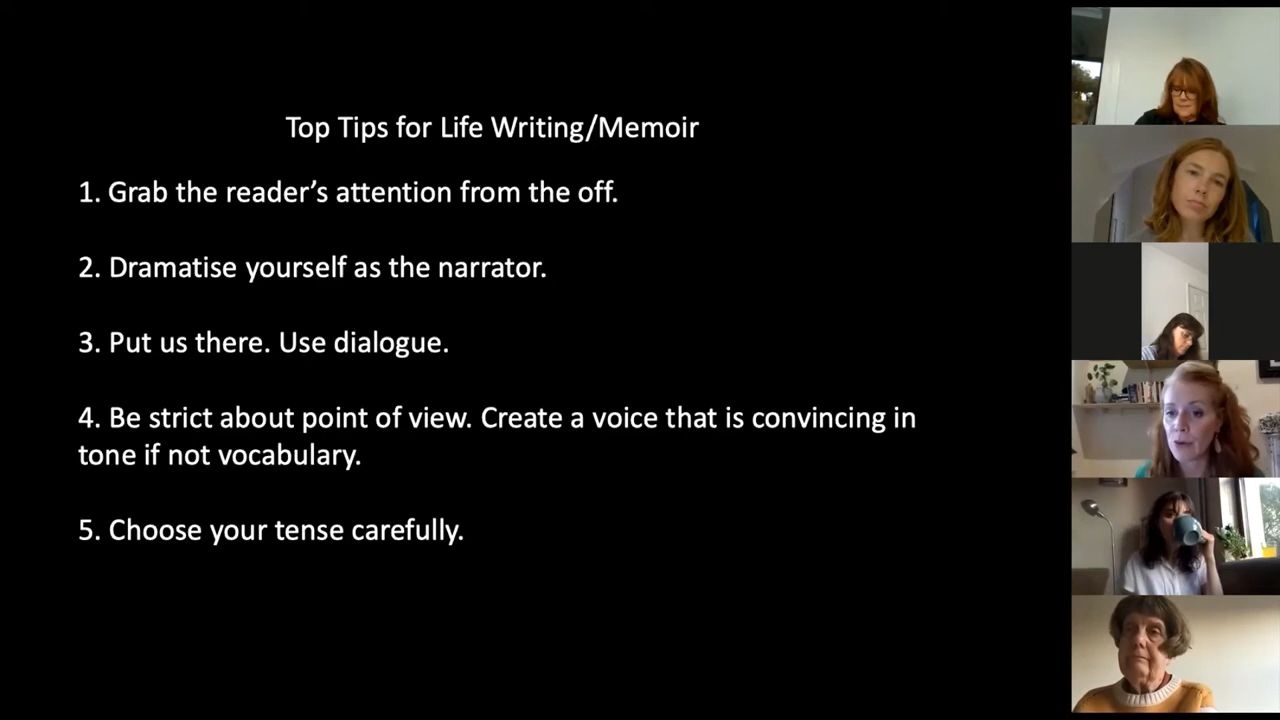 Top Tips for Life Writing/Memoir
1. Grab the reader’s attention from the off.
2. Dramatise yourself as the narrator.
3. Put us there. Use dialogue.
4. Be strict about point of view. Create a voice that is convincing in
tone if not vocabulary.
5. Choose your tense carefully.